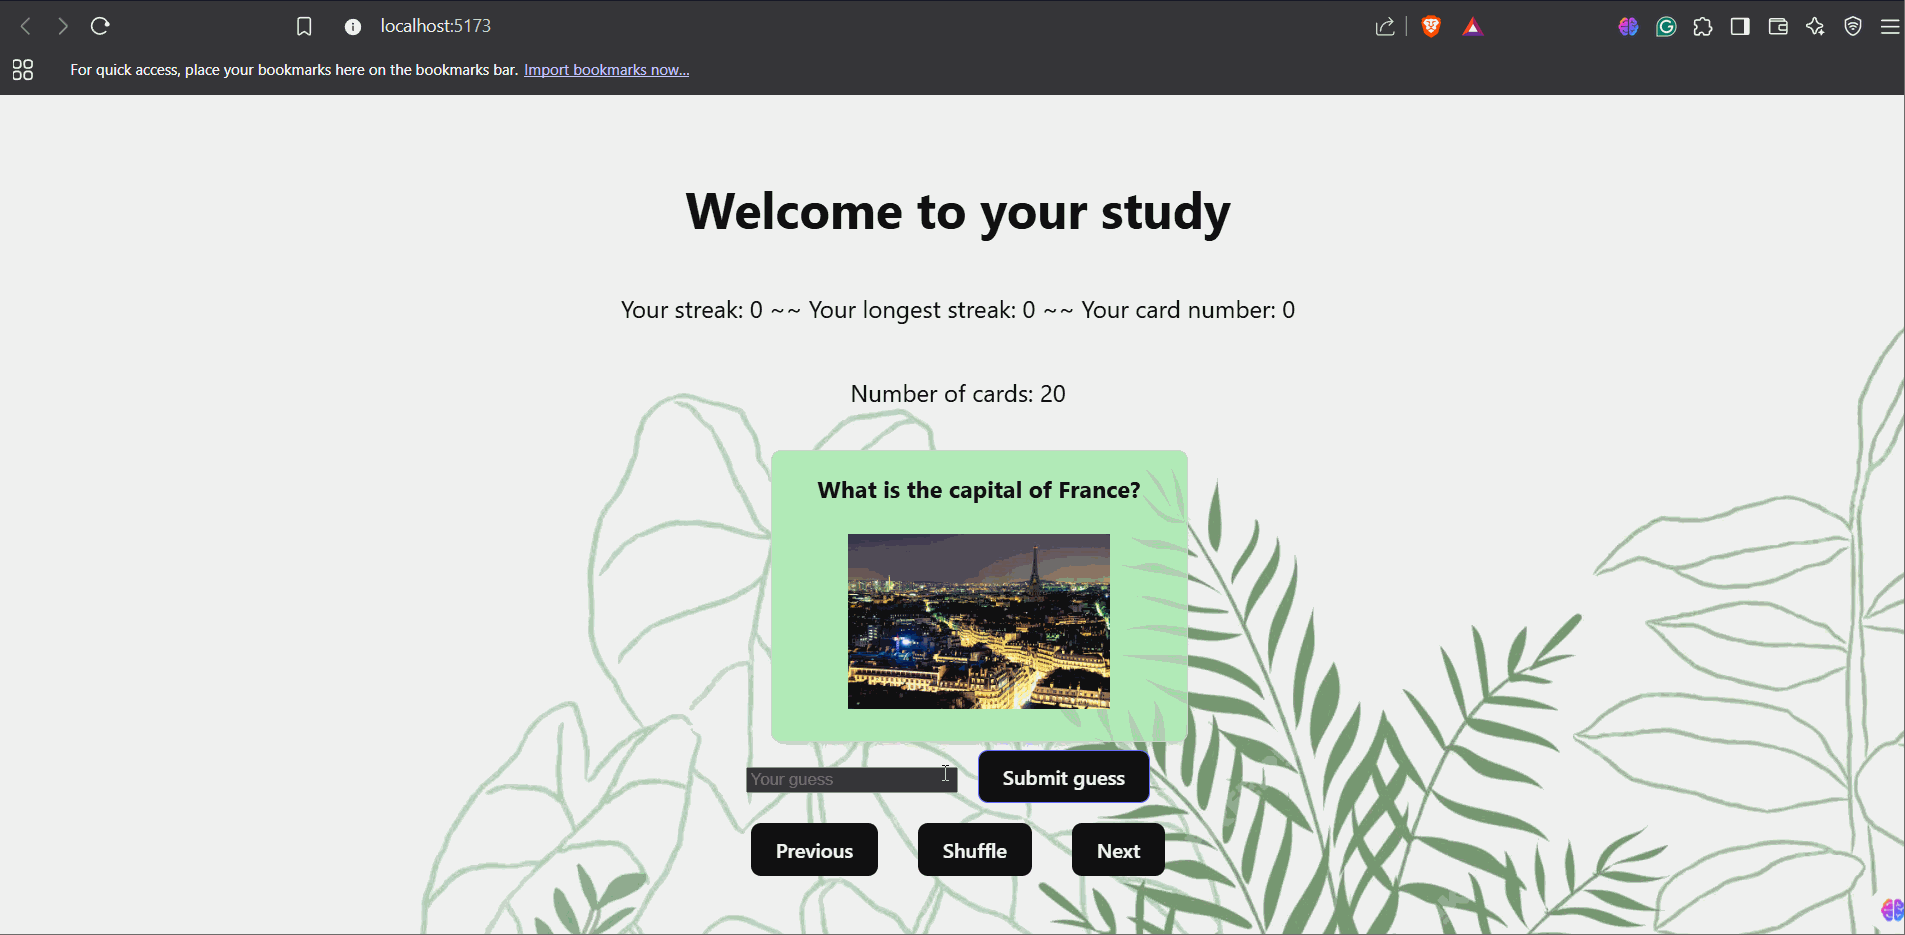 localhost:5173
For quick access, place your bookmarks here on the bookmarks bar. Import bookmarks now...
Welcome to your study
Your streak: 0 ~~ Your longest streak: 0 ~~ Your card number: 0
Number of cards: 20
What is the capital of France?
Your guess
Submit guess
Previous
Shuffle
Next